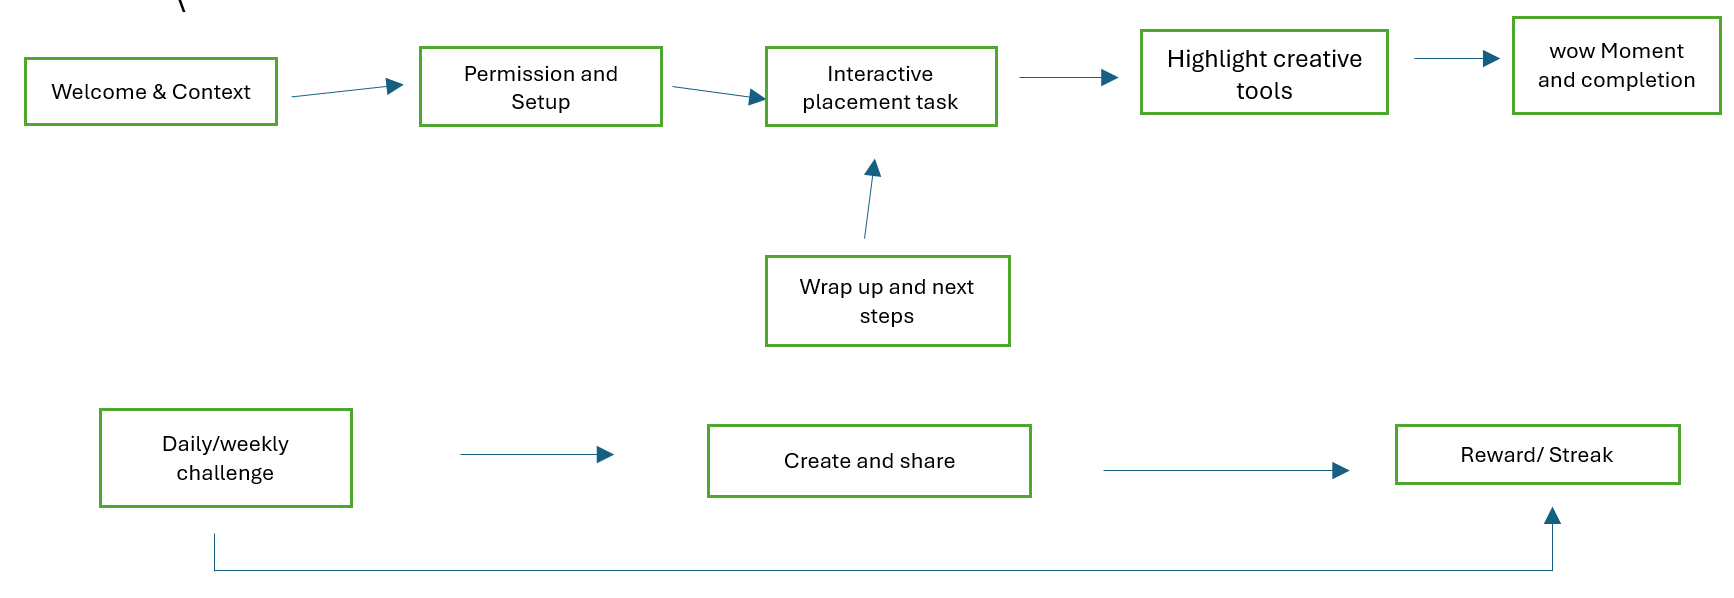 \
Welcome & Context
Permission and
Setup
Interactive
placement task
Highlight creative
tools
wow Moment
and completion
Wrap up and next
steps
Daily/weekly
challenge
Create and share
Reward/ Streak